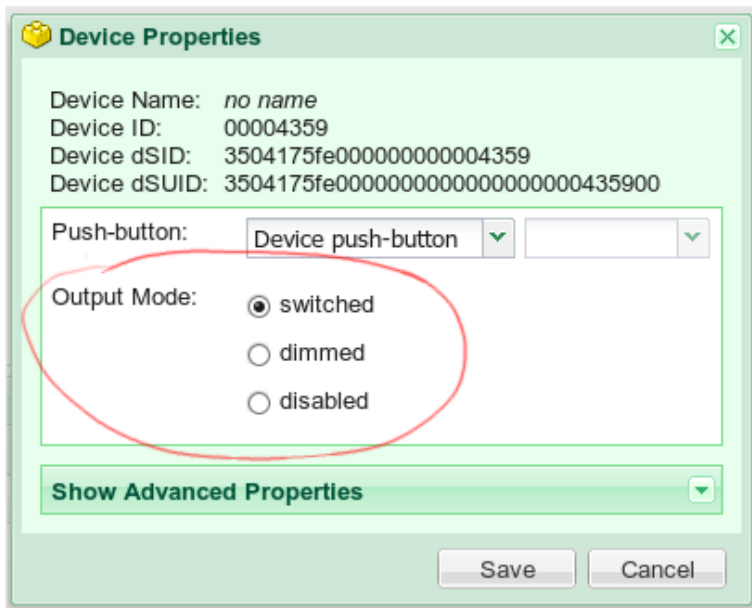 Device Properties
Device Name: no name
Device ID: 00004359
Device dSID: 3504175fe000000000004359
Device dSUID: 3504175fe0000000000000000000435900
Push-button: Device push-button
Output Mode: switched
dimmed
disabled
Show Advanced Properties
Save Cancel